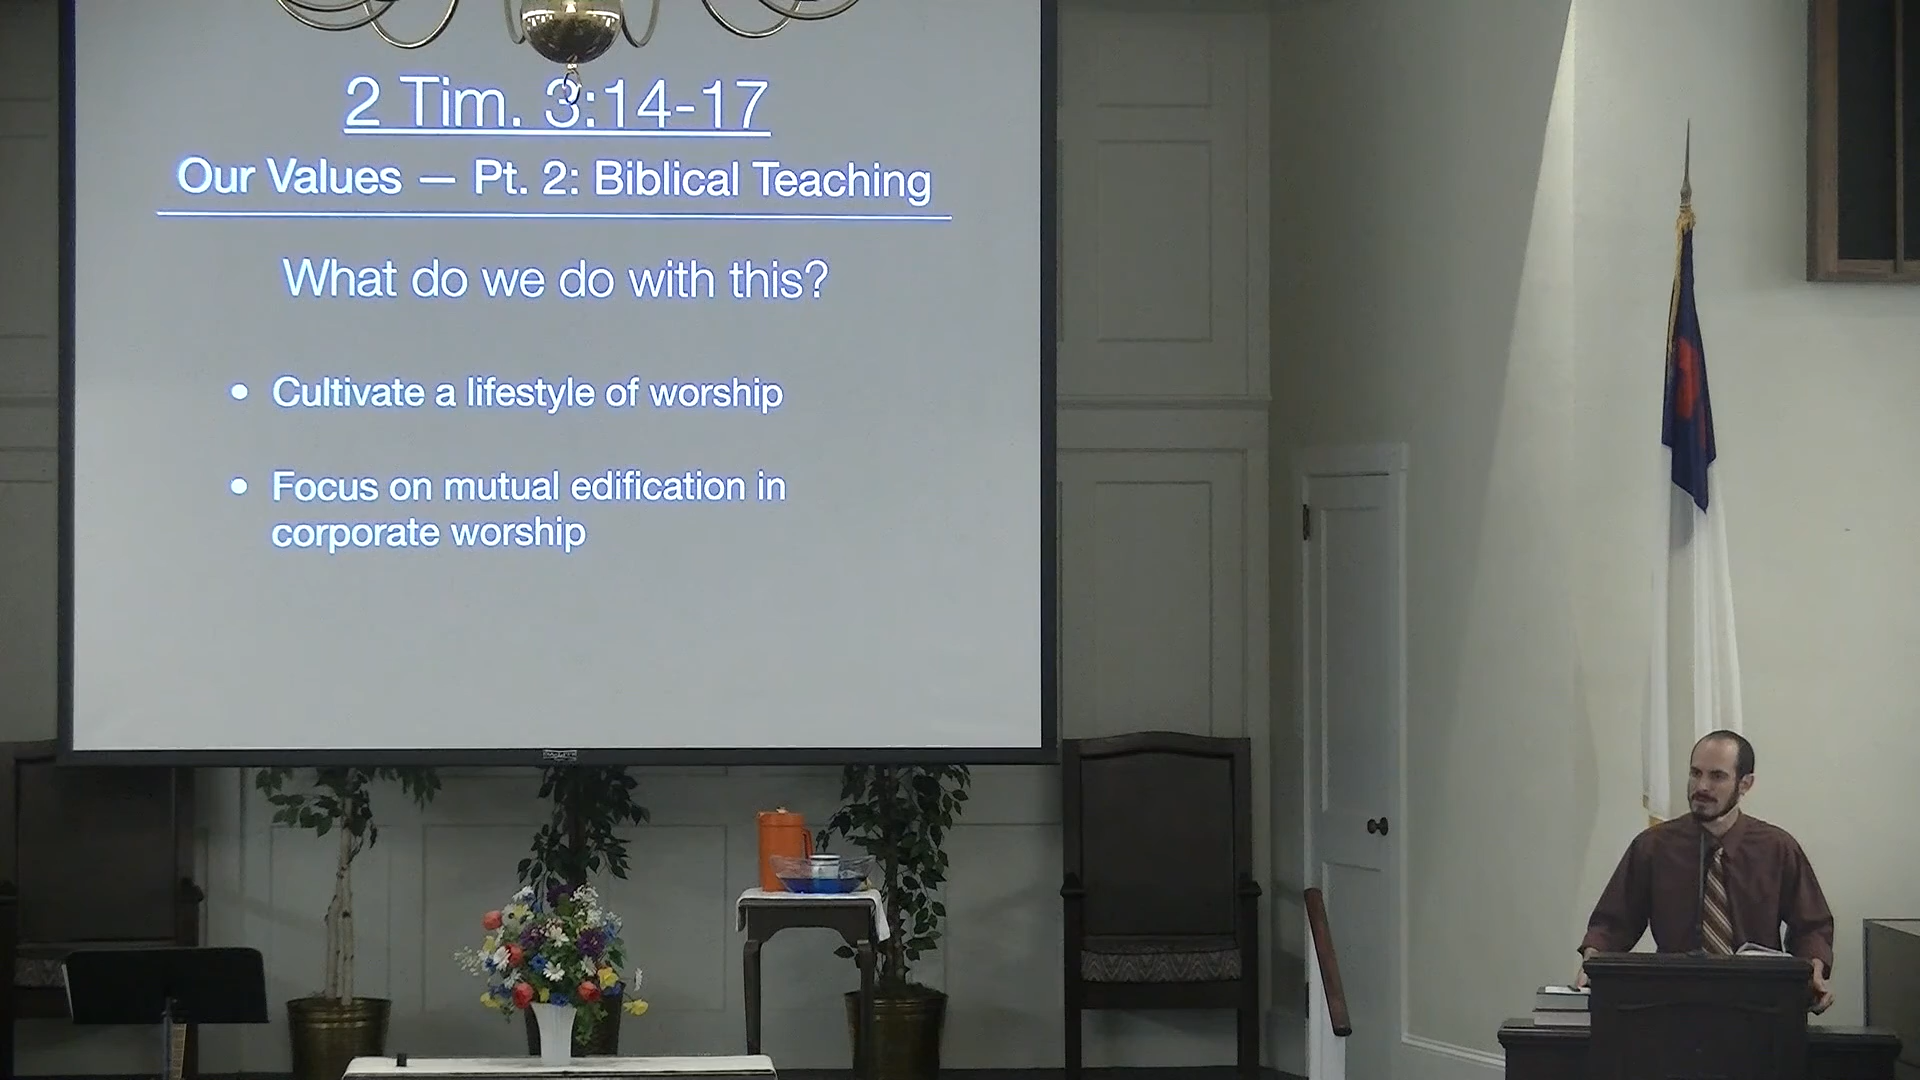 2 Tim. 3:14-17
Our Values — Pt. 2: Biblical Teaching
What do we do with this?
• Cultivate a lifestyle of worship
• Focus on mutual edification in
corporate worship